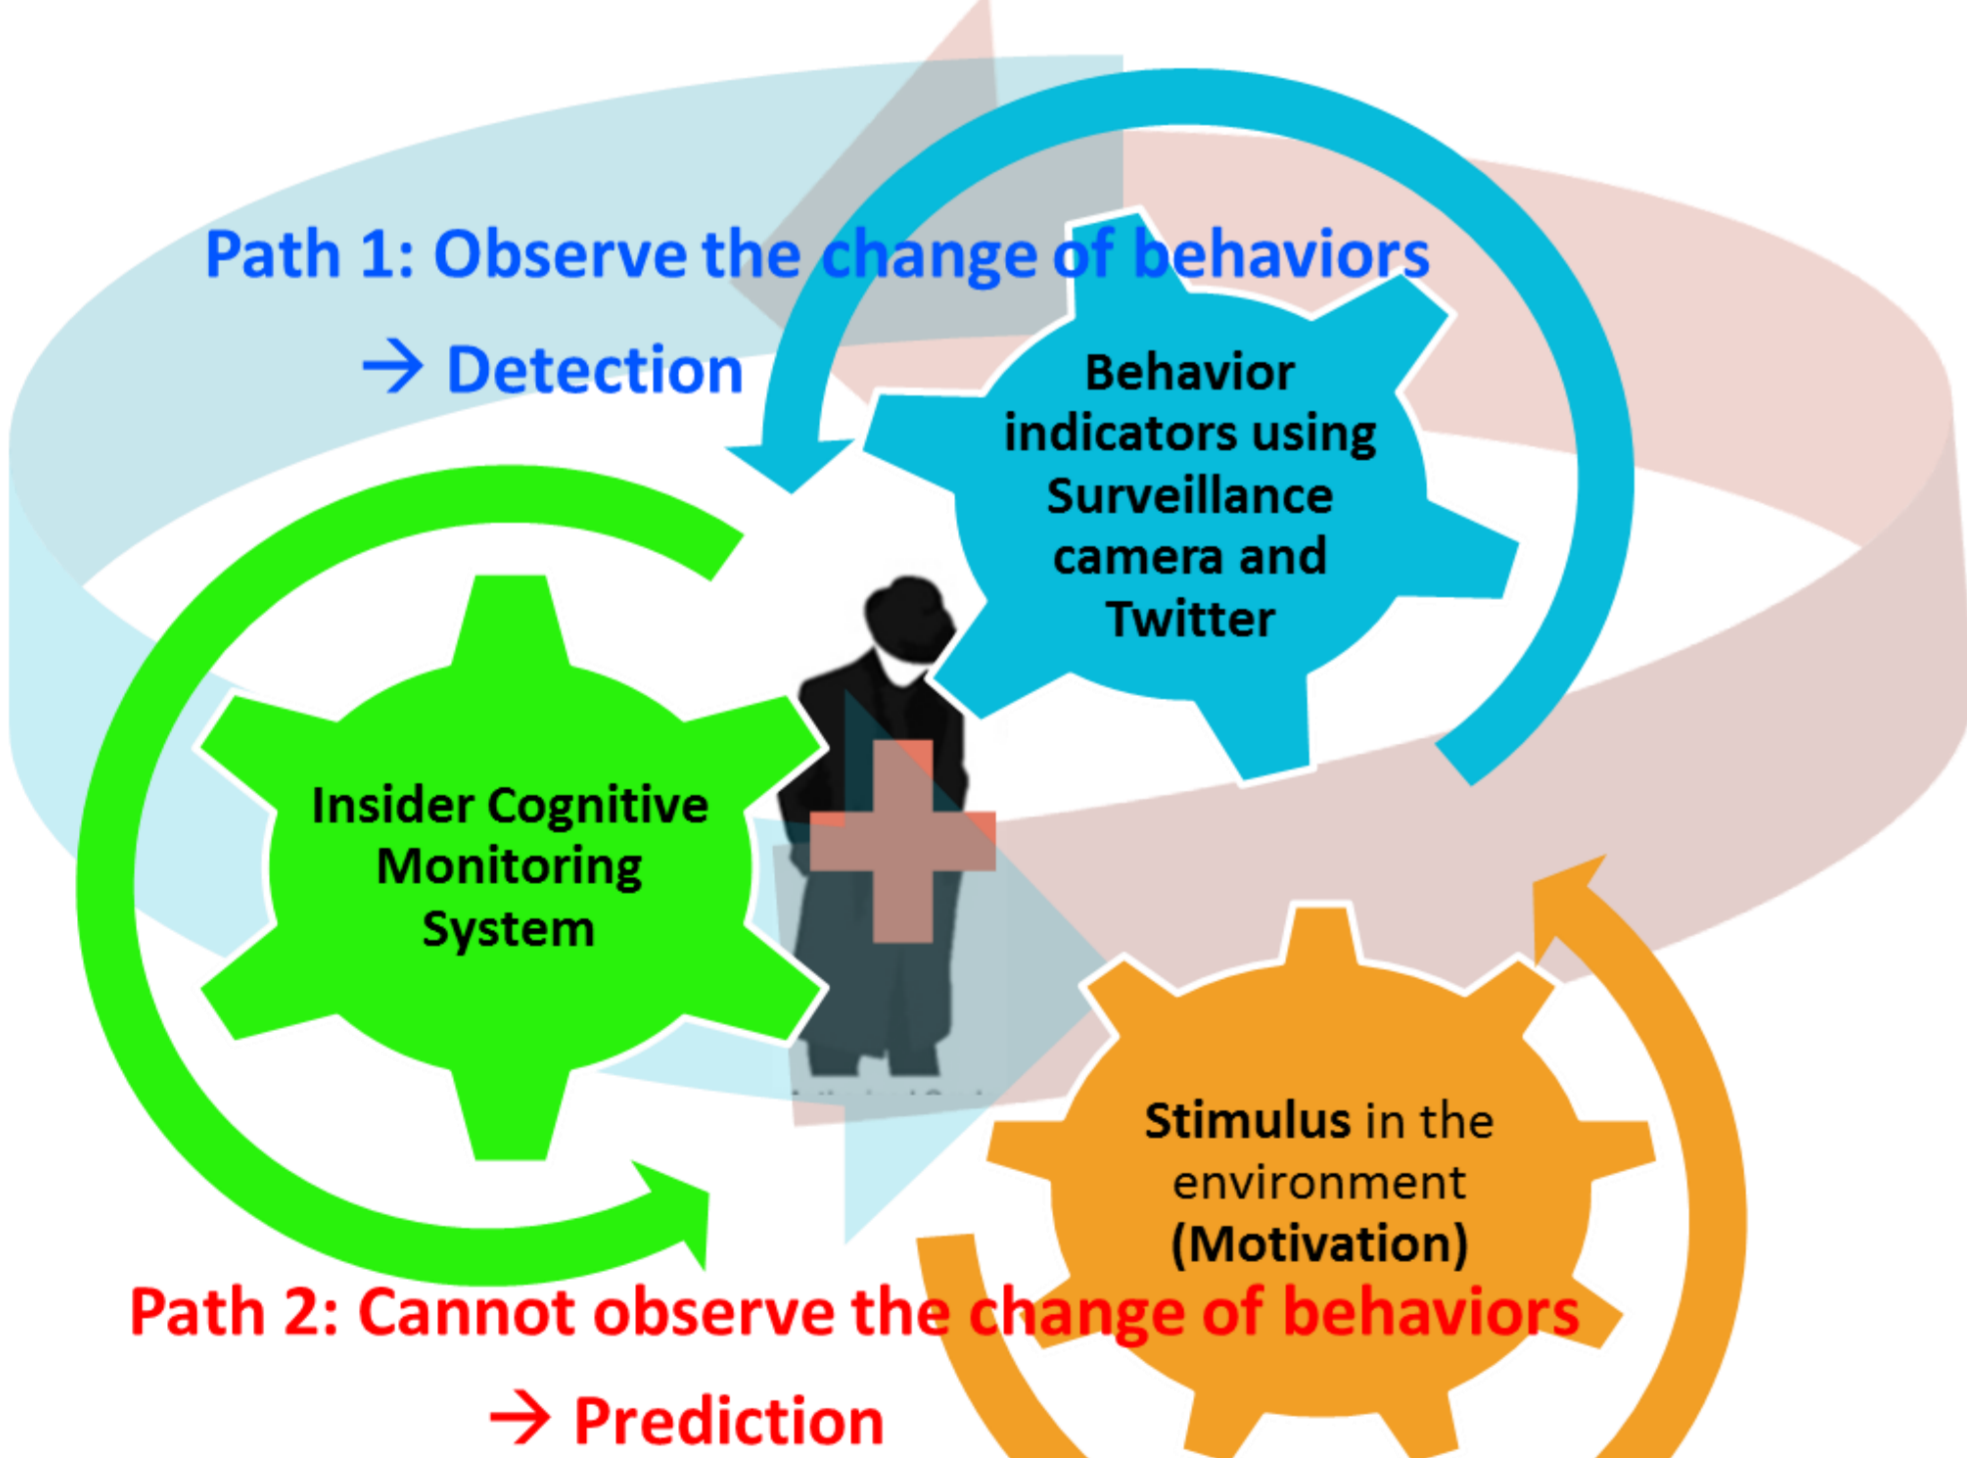 Path 1: Observe the change of behaviors
→ Detection
Behavior
indicators using
Surveillance
camera and
Twitter
Insider Cognitive
Monitoring
System
Stimulus in the
environment
(Motivation)
Path 2: Cannot observe the change of behaviors
→ Prediction